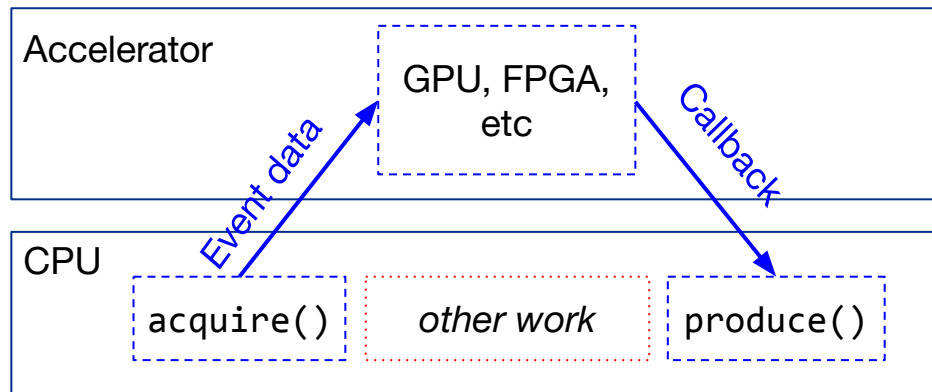 Accelerator
GPU, FPGA,
etc
Event data
Callback
CPU
acquire()
other work
produce()